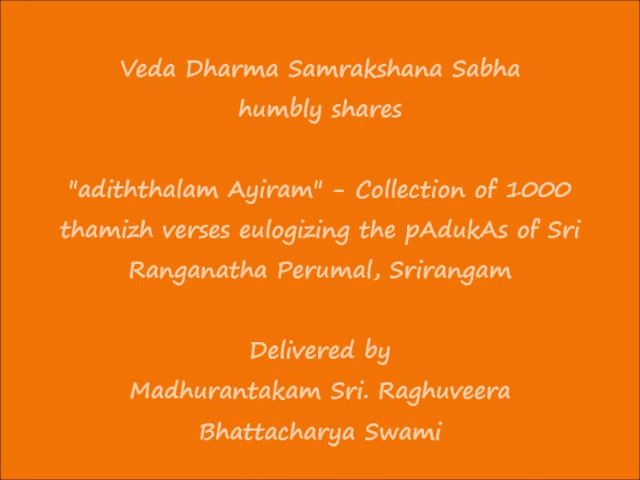 Veda Dharma Samrakshana Sabha
humbly shares
"adiththalam Ayiram" - Collection of 1000
thamizh verses eulogizing the pAdukAs of Sri
Ranganatha Perumal, Srirangam
Delivered by
Madhurantakam Sri. Raghuveera
Bhattacharya Swami